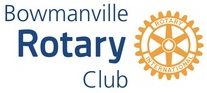 Bowmanville
Rotary
Club
ROTARY
INTERNATIONAL